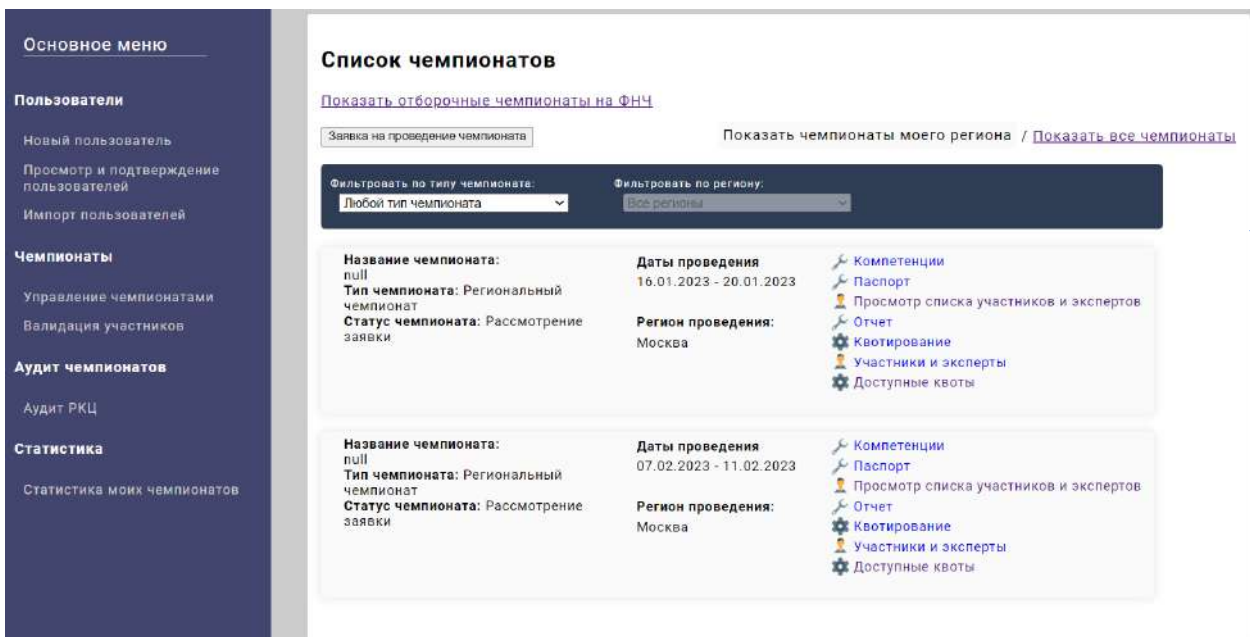 Основное меню
Пользователи
Новый пользователь
Просмотр и подтверждение
пользователей
Импорт пользователей
Чемпионаты
Управление чемпионатами
Валидация участников
Аудит чемпионатов
Аудит РКЦ
Статистика
Статистика моих чемпионатов
Список чемпионатов
Показать отборочные чемпионаты на ФНЧ
Заявка на проведение чемпионата
Показать чемпионаты моего региона / Показать все чемпионаты
Фильтровать по типу чемпионата:
Любой тип чемпионата
Фильтровать по региону:
Все регионы
Название чемпионата:
null
Тип чемпионата: Региональный
чемпионат
Статус чемпионата: Рассмотрение
заявки
Даты проведения
16.01.2023 - 20.01.2023
Регион проведения:
Москва
Компетенции
Паспорт
Просмотр списка участников и экспертов
Отчет
Квотирование
Участники и эксперты
Доступные квоты
Название чемпионата:
null
Тип чемпионата: Региональный
чемпионат
Статус чемпионата: Рассмотрение
заявки
Даты проведения
07.02.2023 - 11.02.2023
Регион проведения:
Москва
Компетенции
Паспорт
Просмотр списка участников и экспертов
Отчет
Квотирование
Участники и эксперты
Доступные квоты